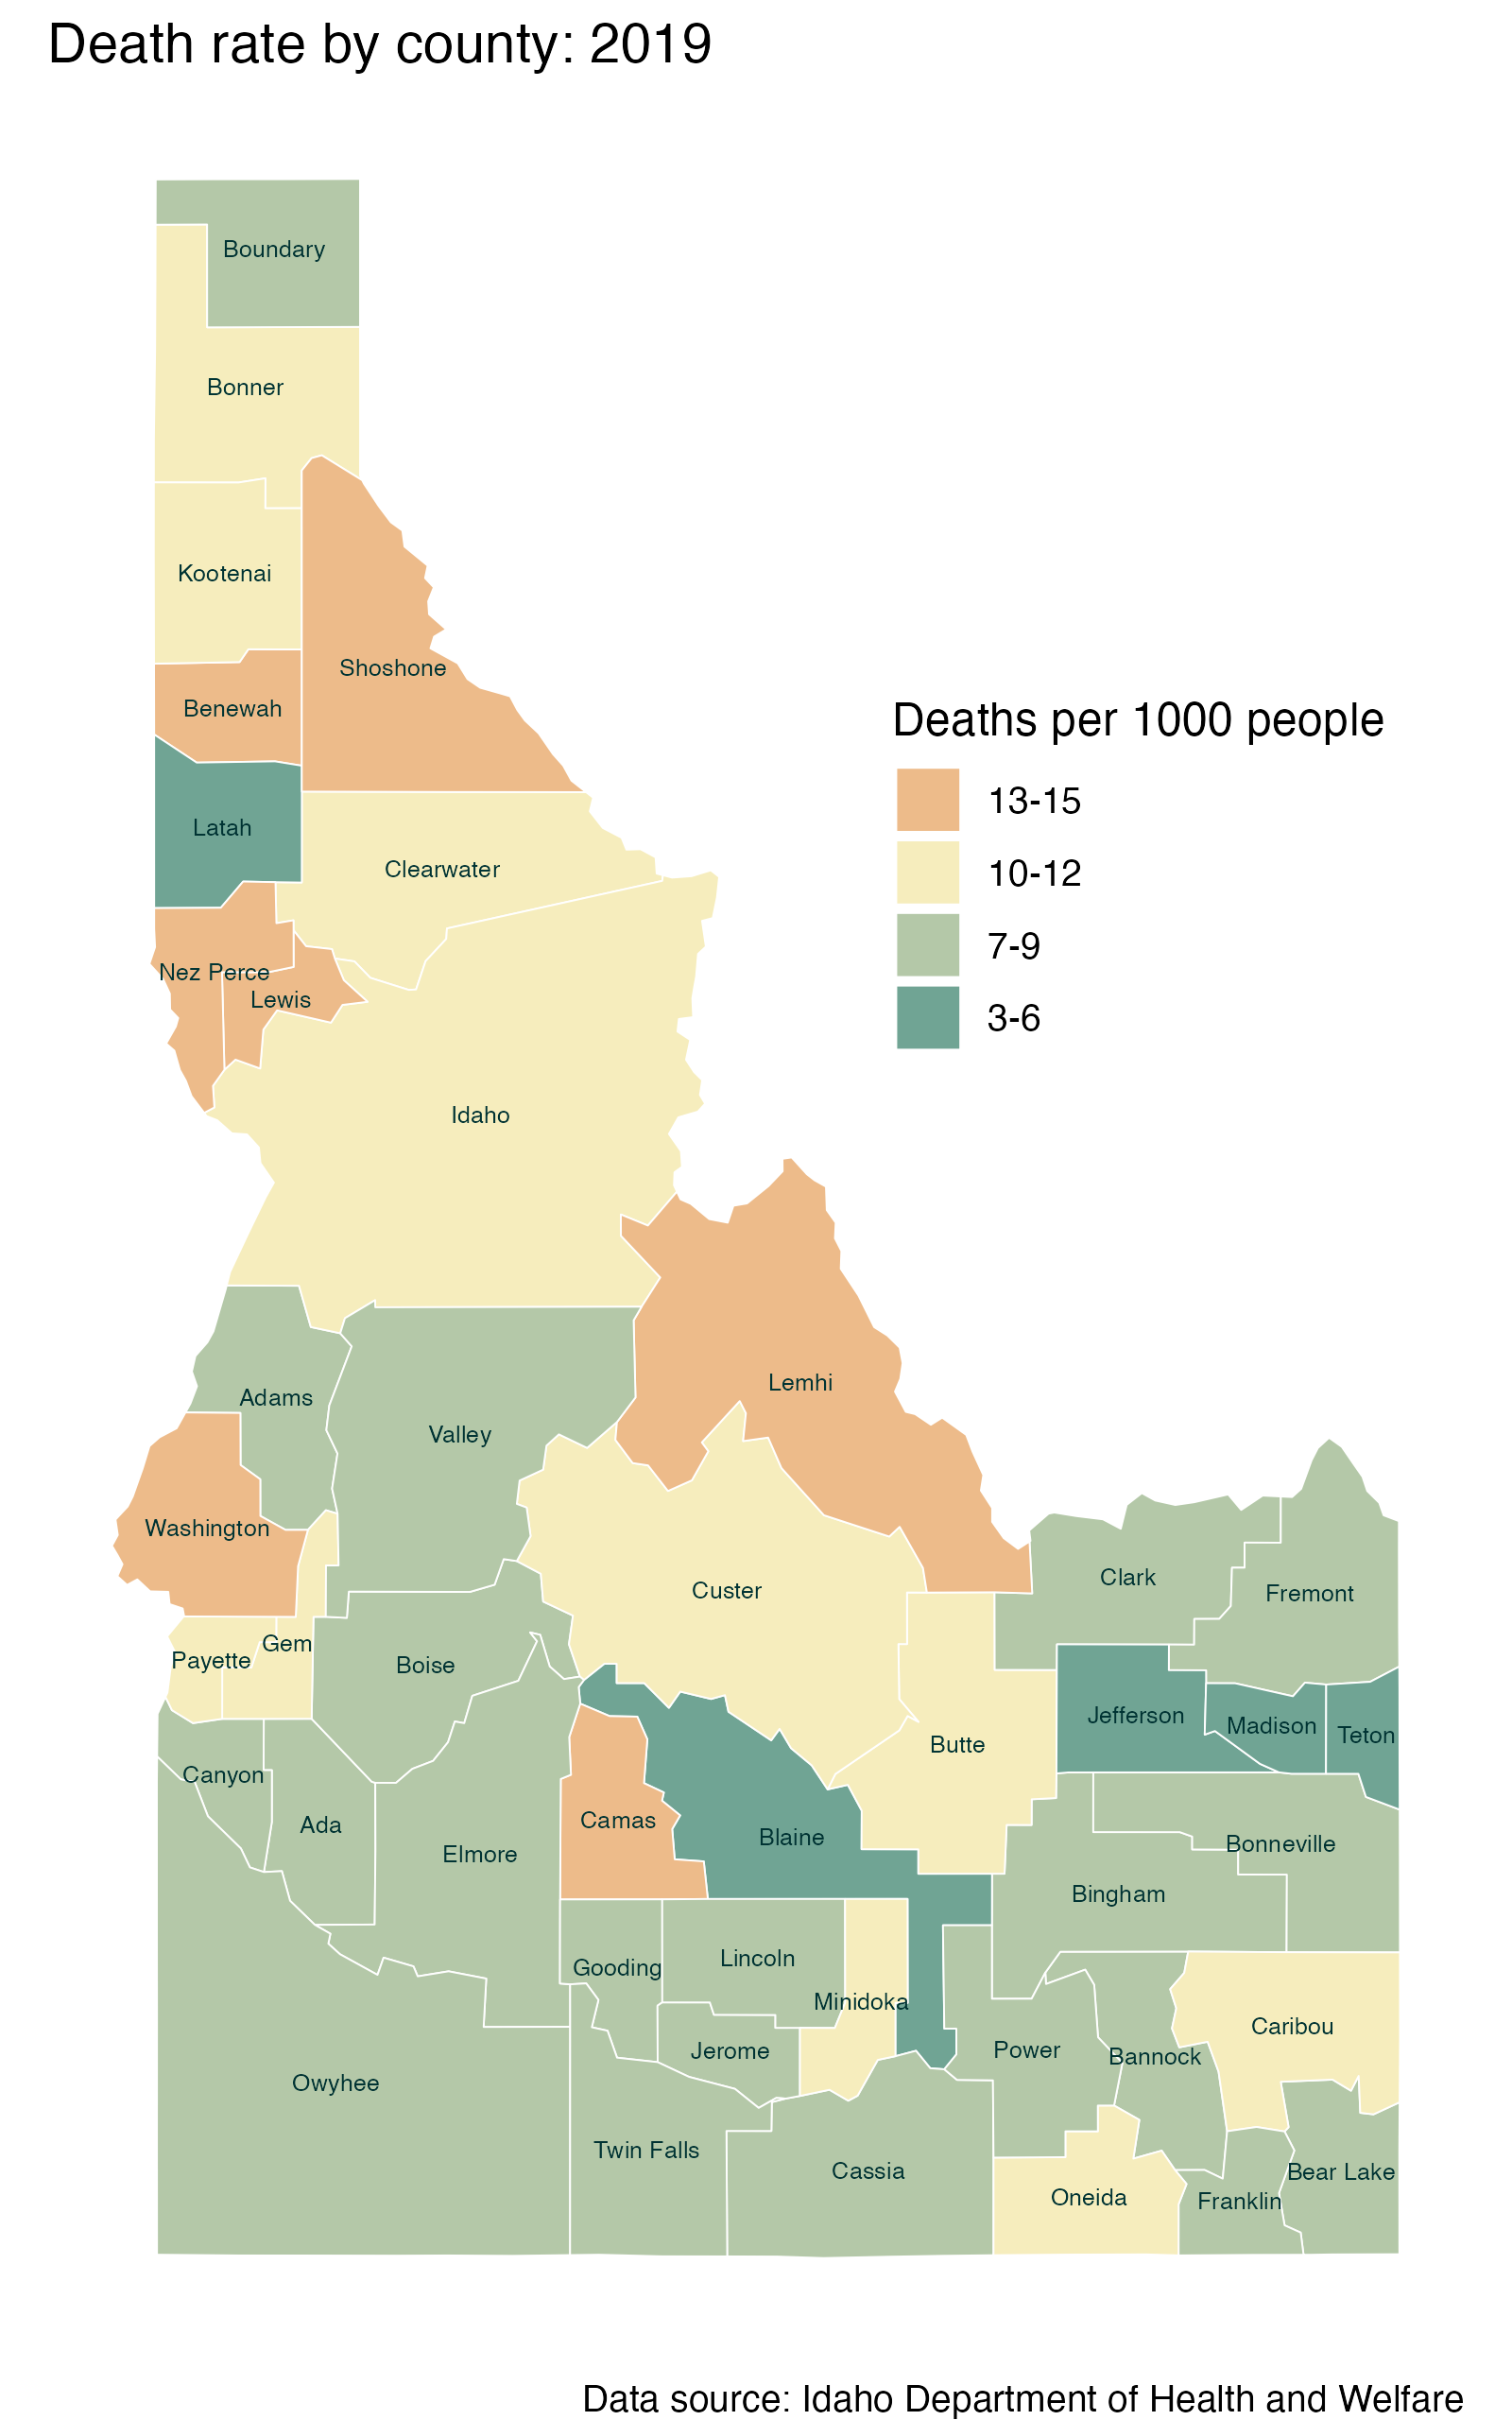 Death rate by county: 2019
Boundary
Bonner
Kootenai
Shoshone
Benewah
Deaths per 1000 people
13-15
10-12
7-9
3-6
Latah
Clearwater
Nez Perce
Lewis
Idaho
Lemhi
Adams
Valley
Washington
Custer
Clark
Fremont
Gem
Payette
Boise
Jefferson
Madison
Teton
Butte
Canyon
Ada
Camas
Blaine
Elmore
Bonneville
Bingham
Gooding
Lincoln
Minidoka
Caribou
Jerome
Power
Bannock
Owyhee
Twin Falls
Cassia
Bear Lake
Oneida
Franklin
Data source: Idaho Department of Health and Welfare